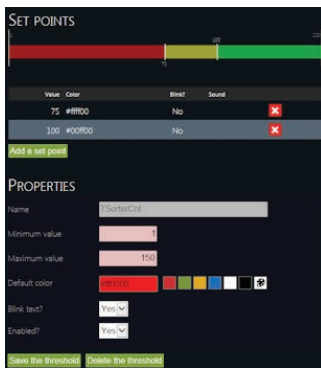 SET POINTS
100
75
Value Color Blink? Sound
75 #ffff00 No
100 #00ff00 No
Add a set point
PROPERTIES
Name TSorterCnt
Minimum value 1
Maximum value 150
Default color #ff0000
Blink text? Yes
Enabled? Yes
Save the threshold Delete the threshold